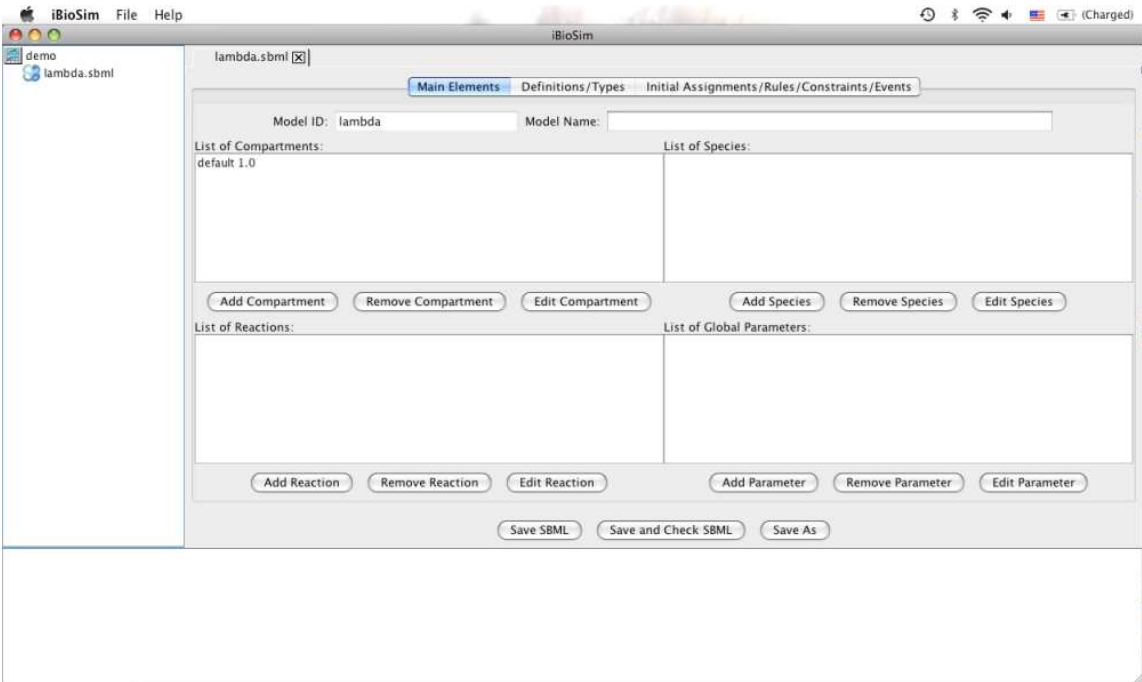 iBioSim File Help (Charged)
iBioSim
demo
lambda.sbml
lambda.sbml
Main Elements Definitions/Types Initial Assignments/Rules/Constraints/Events
Model ID: lambda Model Name:
List of Compartments: List of Species:
default 1.0
Add Compartment Remove Compartment Edit Compartment Add Species Remove Species Edit Species
List of Reactions: List of Global Parameters:
Add Reaction Remove Reaction Edit Reaction Add Parameter Remove Parameter Edit Parameter
Save SBML Save and Check SBML Save As